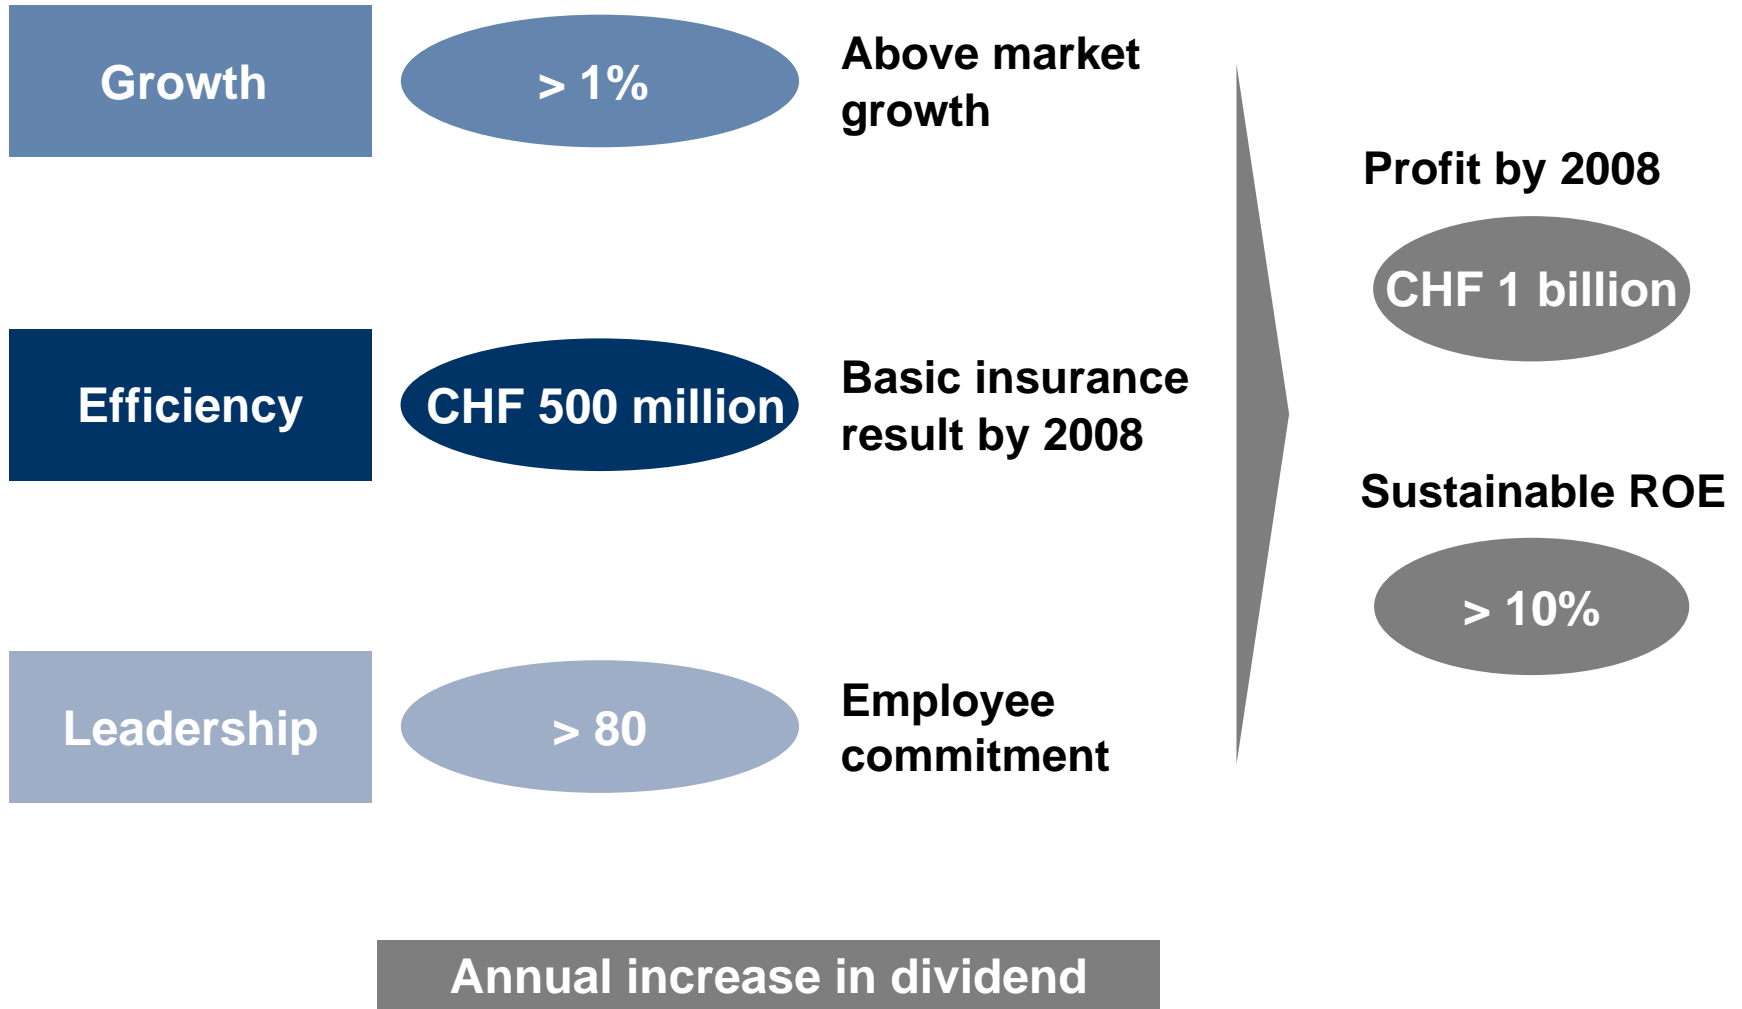 Growth
> 1%
Above market
growth
Efficiency
CHF 500 million
Basic insurance
result by 2008
Leadership
> 80
Employee
commitment
Profit by 2008
CHF 1 billion
Sustainable ROE
> 10%
Annual increase in dividend